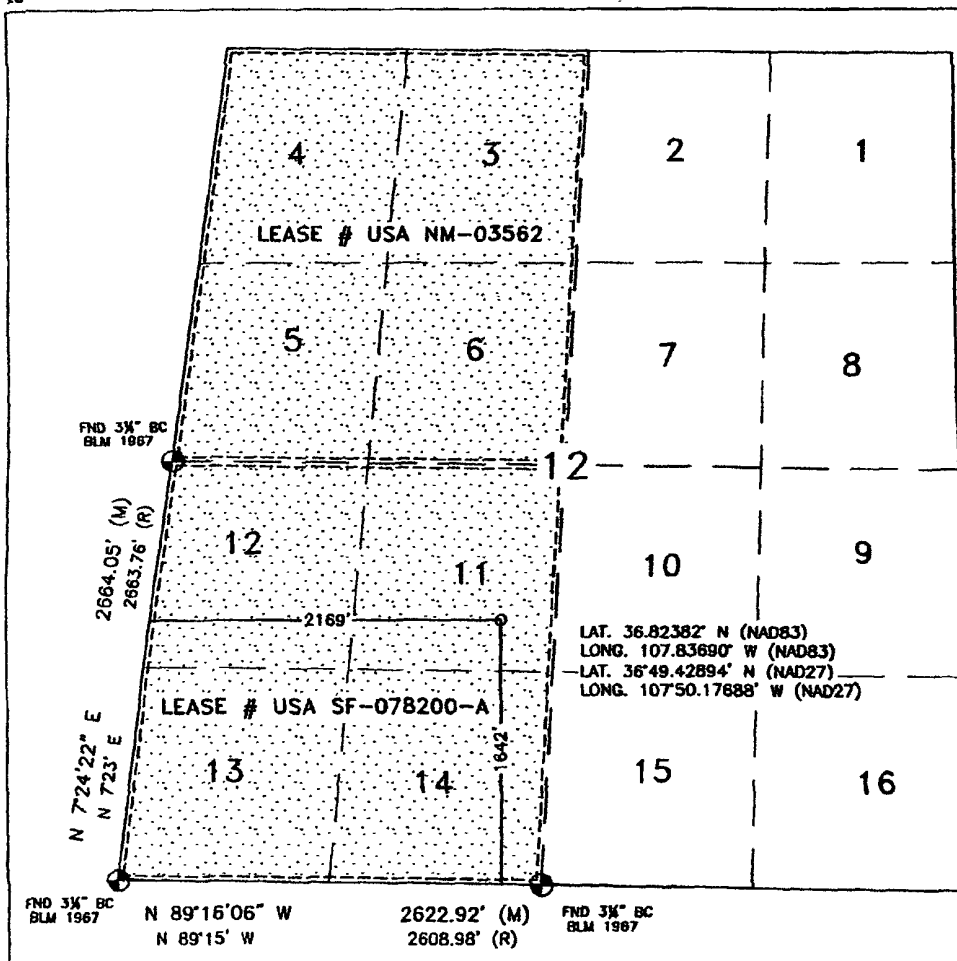 4 3 2 1
LEASE # USA NM-03562
5 6 7 8
FND 3¼" BC
BLM 1967
12
2664.05' (M)
2663.76' (R)
12 11 10 9
2169'
LAT. 36.82382° N (NAD83)
LONG. 107.83690° W (NAD83)
LAT. 36°49.42894' N (NAD27)
LONG. 107°50.17688' W (NAD27)
LEASE # USA SF-078200-A
1642'
N 7°24'22" E
N 7°23' E
13 14 15 16
FND 3¼" BC
BLM 1967
N 89°16'06" W
N 89°15' W
2622.92' (M)
2608.98' (R)
FND 3¼" BC
BLM 1967